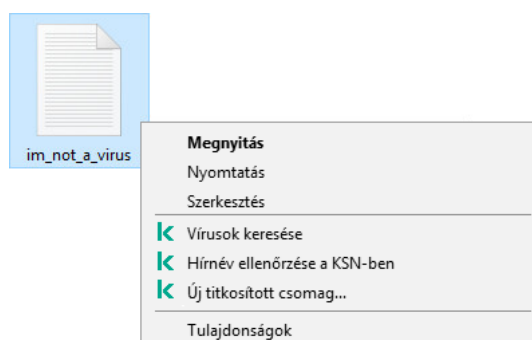 im_not_a_virus
Megnyitás
Nyomtatás
Szerkesztés
Vírusok keresése
Hírnév ellenőrzése a KSN-ben
Új titkosított csomag...
Tulajdonságok